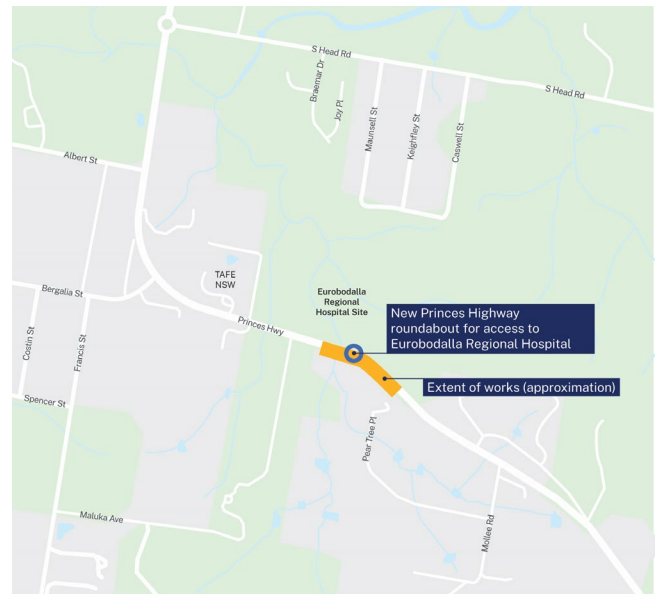 S Head Rd
S Head Rd
Braemar Dr
Joy Pl
Maunsell St
Keighfley St
Caswell St
Albert St
TAFE
NSW
Eurobodalla
Regional
Hospital Site
Bergalia St
Princes Hwy
New Princes Highway
roundabout for access to
Eurobodalla Regional Hospital
Costin St
Francis St
Extent of works (approximation)
Spencer St
Pear Tree Pl
Maluka Ave
Mollee Rd